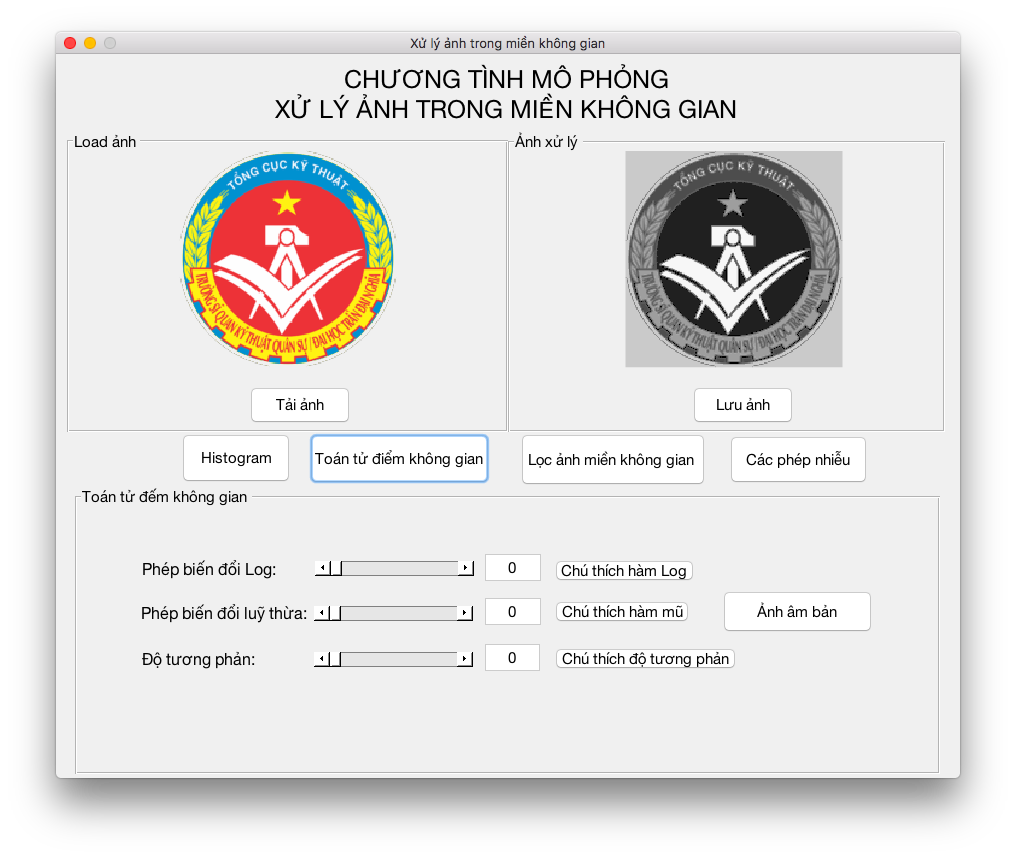 Xử lý ảnh trong miền không gian
CHƯƠNG TÌNH MÔ PHỎNG
XỬ LÝ ẢNH TRONG MIỀN KHÔNG GIAN
Load ảnh
Ảnh xử lý
TỔNG CỤC KỸ THUẬT
TRƯỜNG SĨ QUAN KỸ THUẬT QUÂN SỰ / ĐẠI HỌC TRẦN ĐẠI NGHĨA
TỔNG CỤC KỸ THUẬT
TRƯỜNG SĨ QUAN KỸ THUẬT QUÂN SỰ / ĐẠI HỌC TRẦN ĐẠI NGHĨA
Tải ảnh
Lưu ảnh
Histogram
Toán tử điểm không gian
Lọc ảnh miền không gian
Các phép nhiễu
Toán tử đếm không gian
Phép biến đổi Log:
0
Chú thích hàm Log
Phép biến đổi luỹ thừa:
0
Chú thích hàm mũ
Ảnh âm bản
Độ tương phản:
0
Chú thích độ tương phản